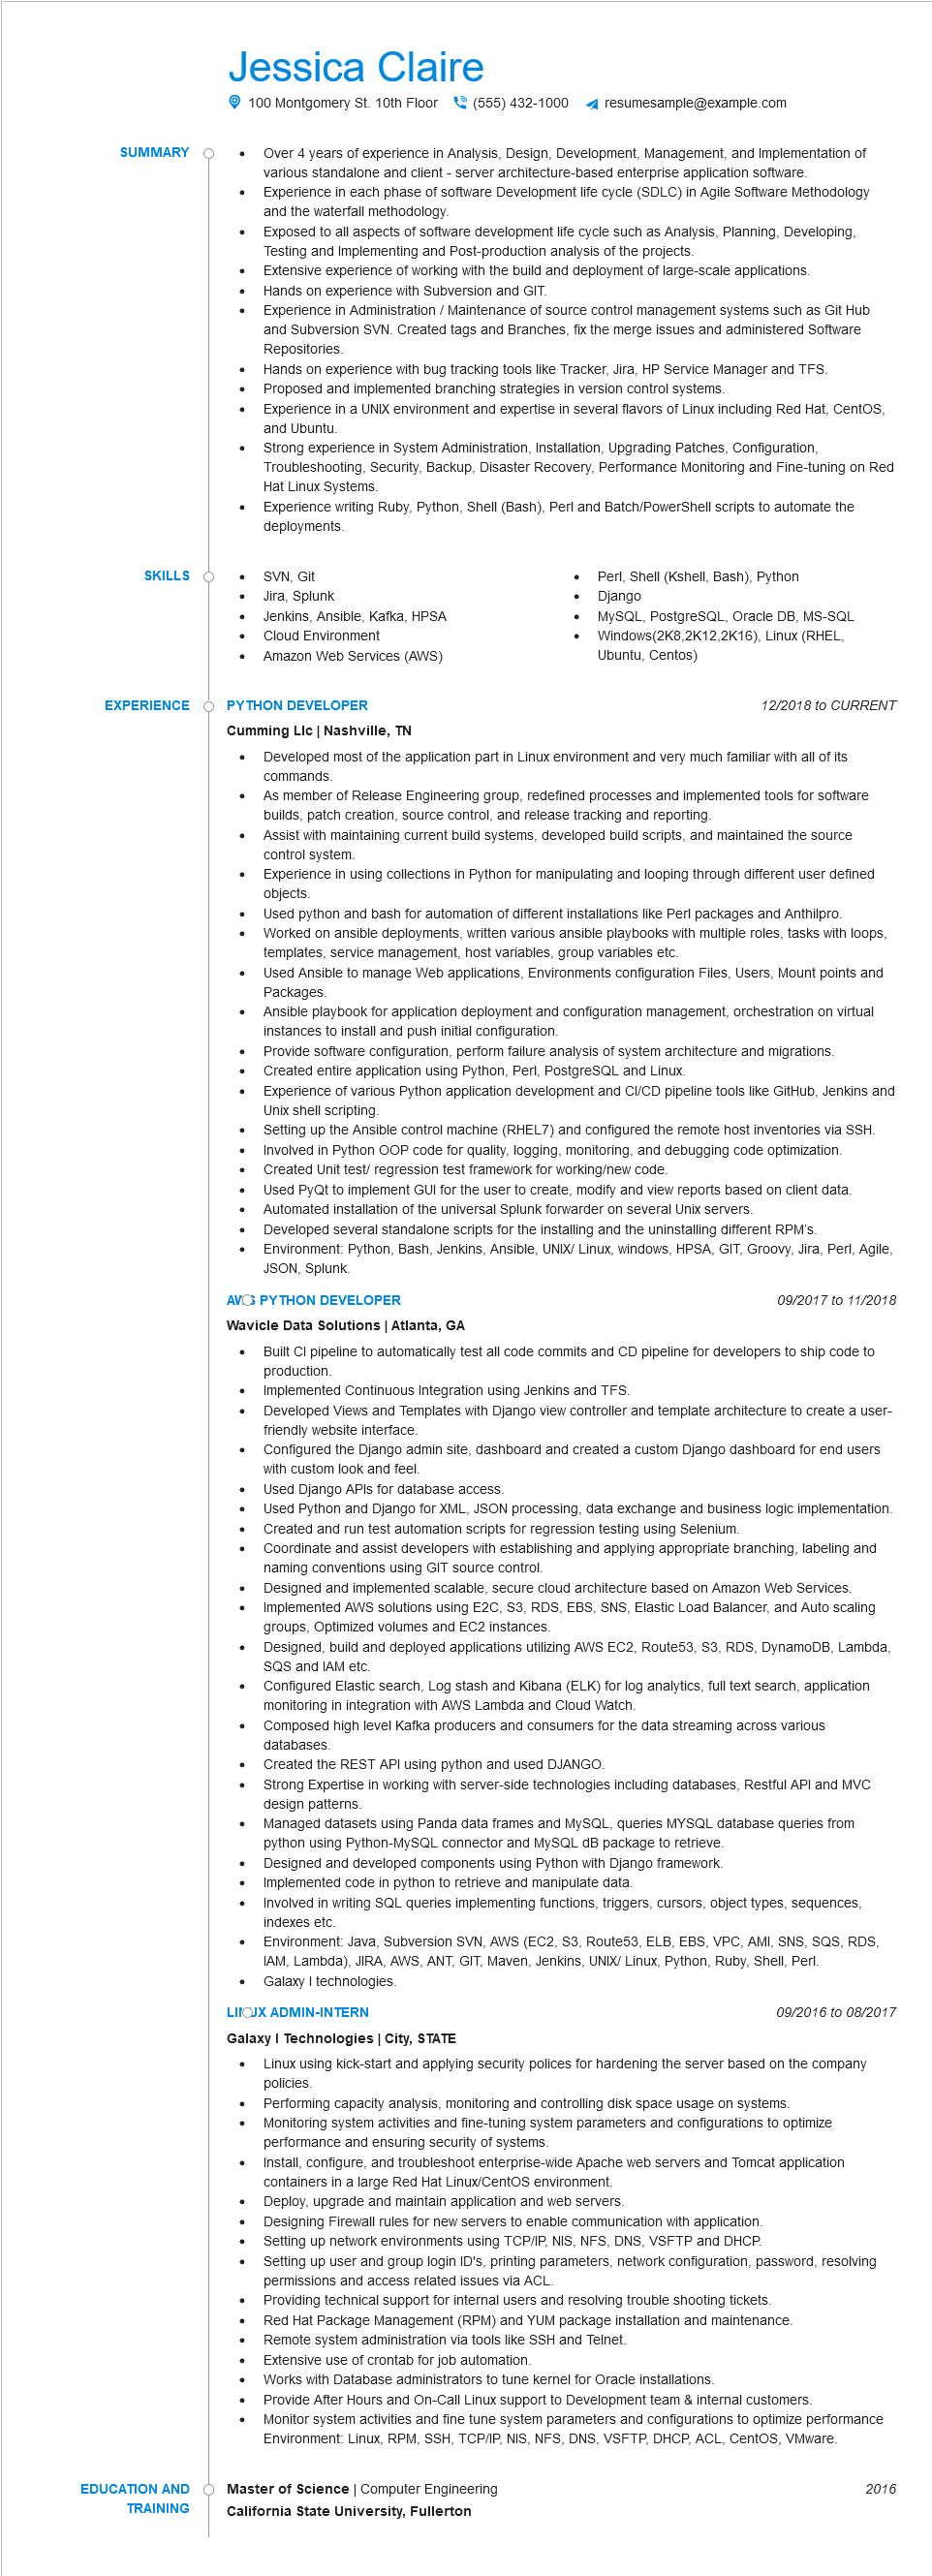 Jessica Claire
100 Montgomery St. 10th Floor (555) 432-1000 resumesample@example.com
SUMMARY
• Over 4 years of experience in Analysis, Design, Development, Management, and Implementation of
various standalone and client - server architecture-based enterprise application software.
• Experience in each phase of software Development life cycle (SDLC) in Agile Software Methodology
and the waterfall methodology.
• Exposed to all aspects of software development life cycle such as Analysis, Planning, Developing,
Testing and Implementing and Post-production analysis of the projects.
• Extensive experience of working with the build and deployment of large-scale applications.
• Hands on experience with Subversion and GIT.
• Experience in Administration / Maintenance of source control management systems such as Git Hub
and Subversion SVN. Created tags and Branches, fix the merge issues and administered Software
Repositories.
• Hands on experience with bug tracking tools like Tracker, Jira, HP Service Manager and TFS.
• Proposed and implemented branching strategies in version control systems.
• Experience in a UNIX environment and expertise in several flavors of Linux including Red Hat, CentOS,
and Ubuntu.
• Strong experience in System Administration, Installation, Upgrading Patches, Configuration,
Troubleshooting, Security, Backup, Disaster Recovery, Performance Monitoring and Fine-tuning on Red
Hat Linux Systems.
• Experience writing Ruby, Python, Shell (Bash), Perl and Batch/PowerShell scripts to automate the
deployments.
SKILLS
• SVN, Git
• Jira, Splunk
• Jenkins, Ansible, Kafka, HPSA
• Cloud Environment
• Amazon Web Services (AWS)
• Perl, Shell (Kshell, Bash), Python
• Django
• MySQL, PostgreSQL, Oracle DB, MS-SQL
• Windows(2K8,2K12,2K16), Linux (RHEL,
Ubuntu, Centos)
EXPERIENCE
PYTHON DEVELOPER 12/2018 to CURRENT
Cumming Llc | Nashville, TN
• Developed most of the application part in Linux environment and very much familiar with all of its
commands.
• As member of Release Engineering group, redefined processes and implemented tools for software
builds, patch creation, source control, and release tracking and reporting.
• Assist with maintaining current build systems, developed build scripts, and maintained the source
control system.
• Experience in using collections in Python for manipulating and looping through different user defined
objects.
• Used python and bash for automation of different installations like Perl packages and Anthilpro.
• Worked on ansible deployments, written various ansible playbooks with multiple roles, tasks with loops,
templates, service management, host variables, group variables etc.
• Used Ansible to manage Web applications, Environments configuration Files, Users, Mount points and
Packages.
• Ansible playbook for application deployment and configuration management, orchestration on virtual
instances to install and push initial configuration.
• Provide software configuration, perform failure analysis of system architecture and migrations.
• Created entire application using Python, Perl, PostgreSQL and Linux.
• Experience of various Python application development and CI/CD pipeline tools like GitHub, Jenkins and
Unix shell scripting.
• Setting up the Ansible control machine (RHEL7) and configured the remote host inventories via SSH.
• Involved in Python OOP code for quality, logging, monitoring, and debugging code optimization.
• Created Unit test/ regression test framework for working/new code.
• Used PyQt to implement GUI for the user to create, modify and view reports based on client data.
• Automated installation of the universal Splunk forwarder on several Unix servers.
• Developed several standalone scripts for the installing and the uninstalling different RPM's.
• Environment: Python, Bash, Jenkins, Ansible, UNIX/ Linux, windows, HPSA, GIT, Groovy, Jira, Perl, Agile,
JSON, Splunk.
AWS PYTHON DEVELOPER 09/2017 to 11/2018
Wavicle Data Solutions | Atlanta, GA
• Built CI pipeline to automatically test all code commits and CD pipeline for developers to ship code to
production.
• Implemented Continuous Integration using Jenkins and TFS.
• Developed Views and Templates with Django view controller and template architecture to create a user-
friendly website interface.
• Configured the Django admin site, dashboard and created a custom Django dashboard for end users
with custom look and feel.
• Used Django APIs for database access.
• Used Python and Django for XML, JSON processing, data exchange and business logic implementation.
• Created and run test automation scripts for regression testing using Selenium.
• Coordinate and assist developers with establishing and applying appropriate branching, labeling and
naming conventions using GIT source control.
• Designed and implemented scalable, secure cloud architecture based on Amazon Web Services.
• Implemented AWS solutions using E2C, S3, RDS, EBS, SNS, Elastic Load Balancer, and Auto scaling
groups, Optimized volumes and EC2 instances.
• Designed, build and deployed applications utilizing AWS EC2, Route53, S3, RDS, DynamoDB, Lambda,
SQS and IAM etc.
• Configured Elastic search, Log stash and Kibana (ELK) for log analytics, full text search, application
monitoring in integration with AWS Lambda and Cloud Watch.
• Composed high level Kafka producers and consumers for the data streaming across various
databases.
• Created the REST API using python and used DJANGO.
• Strong Expertise in working with server-side technologies including databases, Restful API and MVC
design patterns.
• Managed datasets using Panda data frames and MySQL, queries MYSQL database queries from
python using Python-MySQL connector and MySQL dB package to retrieve.
• Designed and developed components using Python with Django framework.
• Implemented code in python to retrieve and manipulate data.
• Involved in writing SQL queries implementing functions, triggers, cursors, object types, sequences,
indexes etc.
• Environment: Java, Subversion SVN, AWS (EC2, S3, Route53, ELB, EBS, VPC, AMI, SNS, SQS, RDS,
IAM, Lambda), JIRA, AWS, ANT, GIT, Maven, Jenkins, UNIX/ Linux, Python, Ruby, Shell, Perl.
• Galaxy I technologies.
LINUX ADMIN-INTERN 09/2016 to 08/2017
Galaxy I Technologies | City, STATE
• Linux using kick-start and applying security polices for hardening the server based on the company
policies.
• Performing capacity analysis, monitoring and controlling disk space usage on systems.
• Monitoring system activities and fine-tuning system parameters and configurations to optimize
performance and ensuring security of systems.
• Install, configure, and troubleshoot enterprise-wide Apache web servers and Tomcat application
containers in a large Red Hat Linux/CentOS environment.
• Deploy, upgrade and maintain application and web servers.
• Designing Firewall rules for new servers to enable communication with application.
• Setting up network environments using TCP/IP, NIS, NFS, DNS, VSFTP and DHCP.
• Setting up user and group login ID's, printing parameters, network configuration, password, resolving
permissions and access related issues via ACL.
• Providing technical support for internal users and resolving trouble shooting tickets.
• Red Hat Package Management (RPM) and YUM package installation and maintenance.
• Remote system administration via tools like SSH and Telnet.
• Extensive use of crontab for job automation.
• Works with Database administrators to tune kernel for Oracle installations.
• Provide After Hours and On-Call Linux support to Development team & internal customers.
• Monitor system activities and fine tune system parameters and configurations to optimize performance
Environment: Linux, RPM, SSH, TCP/IP, NIS, NFS, DNS, VSFTP, DHCP, ACL, CentOS, VMware.
EDUCATION AND
TRAINING
Master of Science | Computer Engineering 2016
California State University, Fullerton